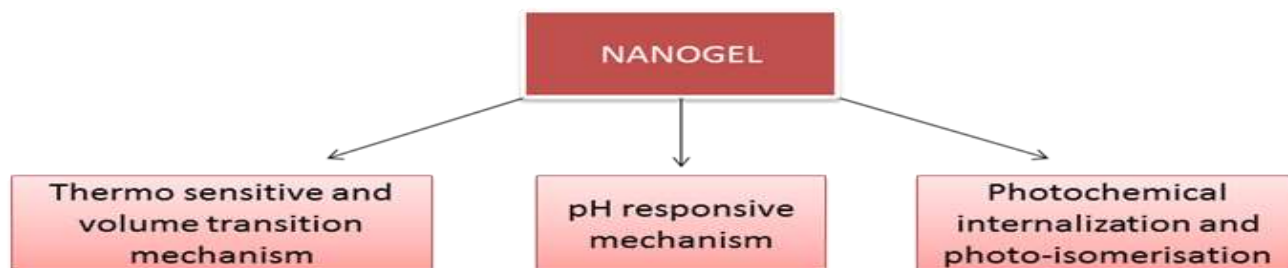 NANOGEL
Thermo sensitive and
volume transition
mechanism
pH responsive
mechanism
Photochemical
internalization and
photo-isomerisation